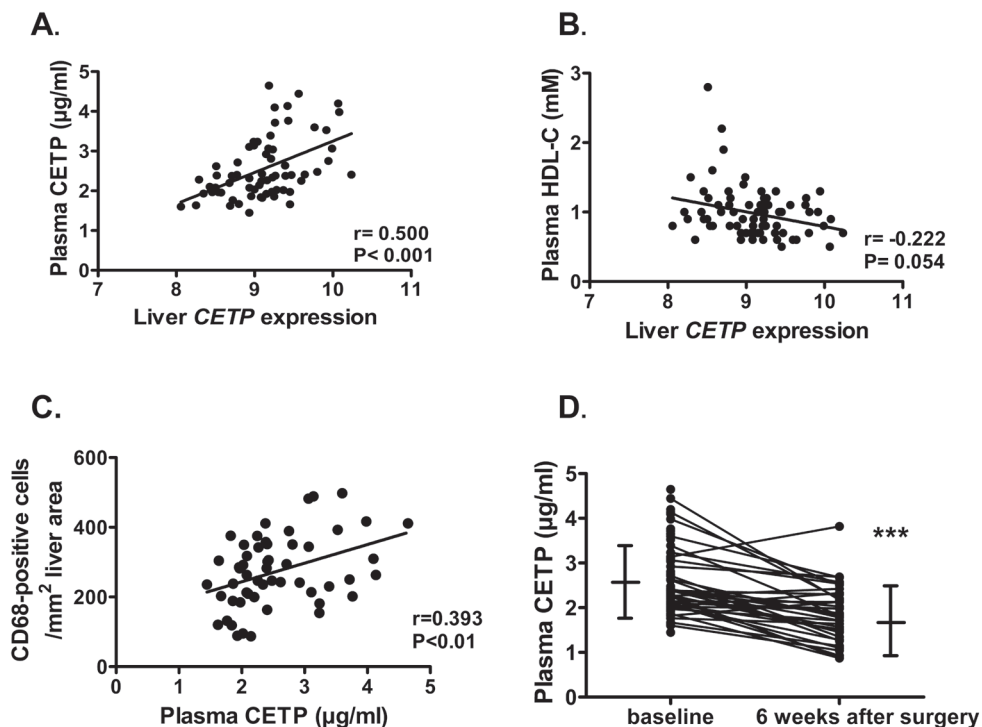 A.
Plasma CETP (µg/ml)
5
4
3
2
1
0
7
8
9
10
11
r= 0.500
P< 0.001
Liver CETP expression
B.
Plasma HDL-C (mM)
3
2
1
0
7
8
9
10
11
r= -0.222
P= 0.054
Liver CETP expression
C.
CD68-positive cells
/mm² liver area
600
400
200
0
0
1
2
3
4
5
r=0.393
P<0.01
Plasma CETP (µg/ml)
D.
Plasma CETP (µg/ml)
5
4
3
2
1
0
***
baseline
6 weeks after surgery